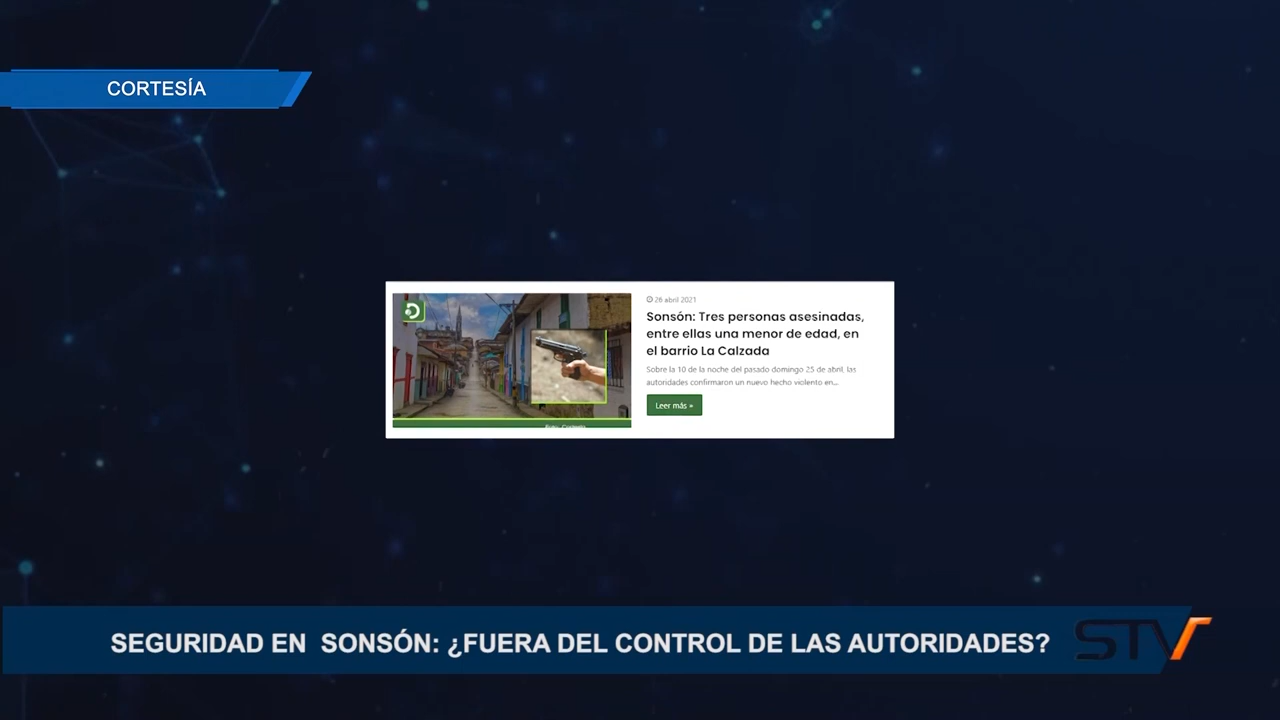 CORTESÍA
26 abril 2021
Sonsón: Tres personas asesinadas,
entre ellas una menor de edad, en
el barrio La Calzada
Sobre la 10 de la noche del pasado domingo 25 de abril, las
autoridades confirmaron un nuevo hecho violento en...
Leer más »
SEGURIDAD EN SONSÓN: ¿FUERA DEL CONTROL DE LAS AUTORIDADES?
STV